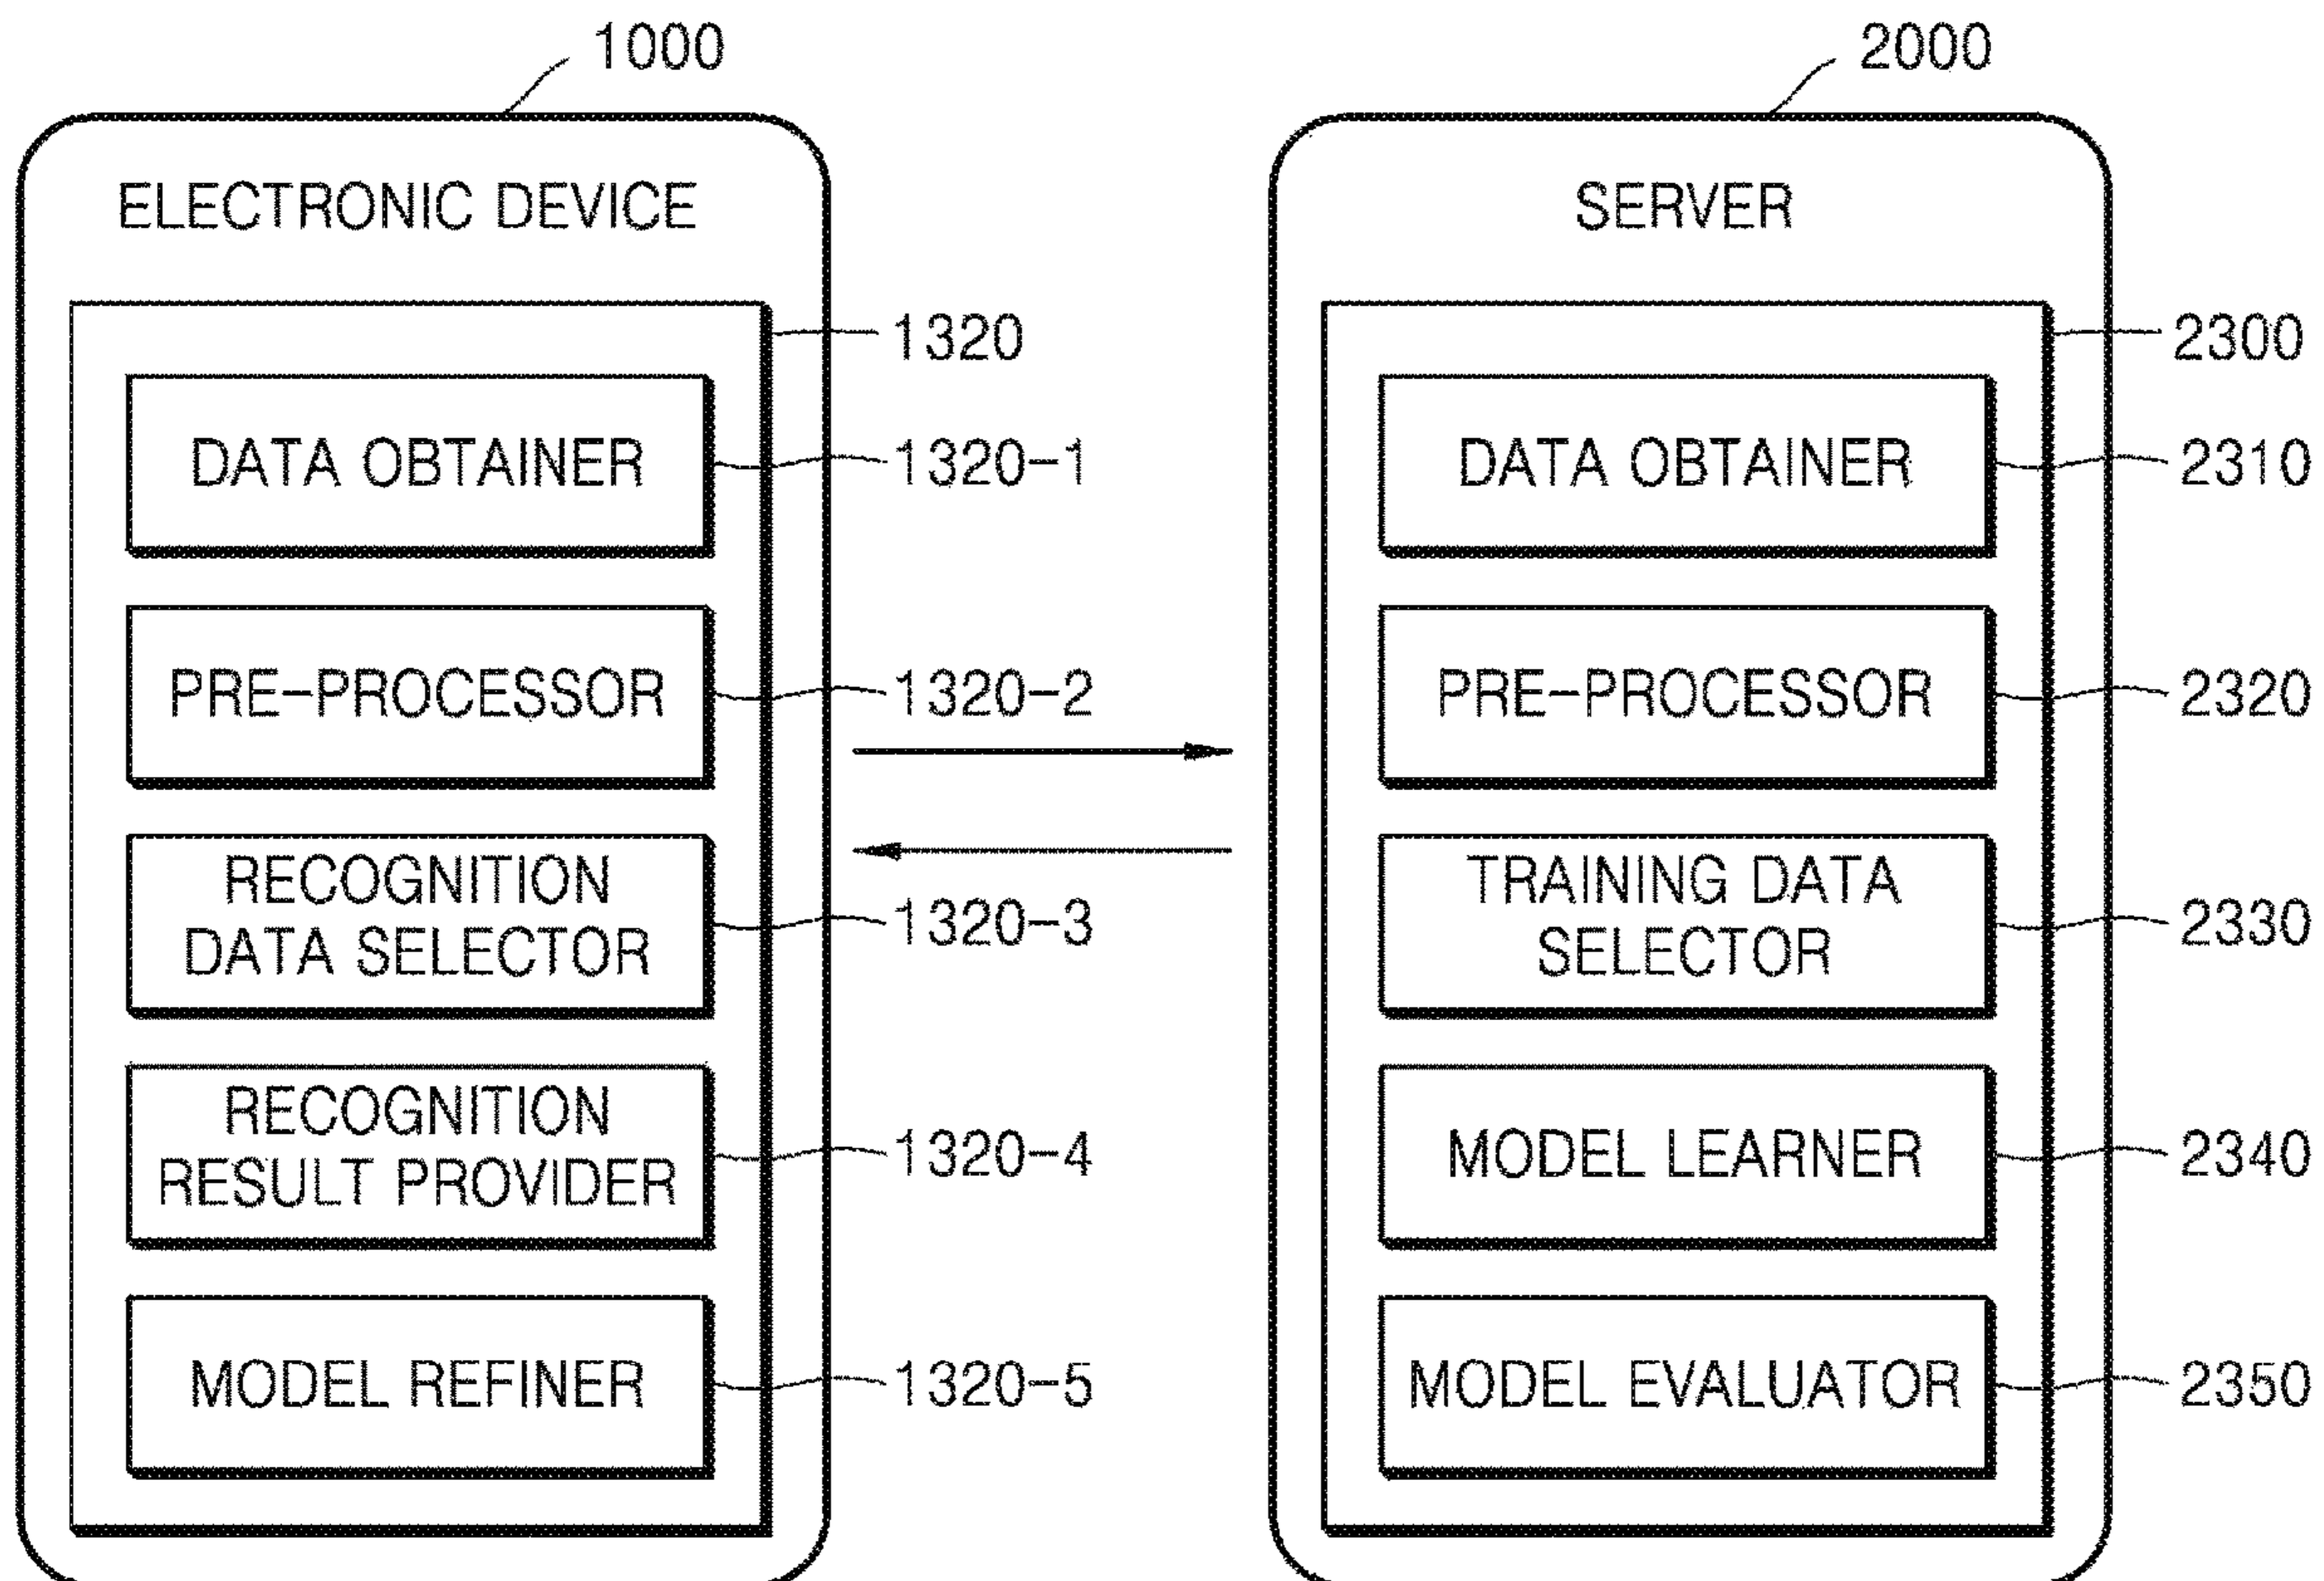 1000
ELECTRONIC DEVICE
1320
DATA OBTAINER
1320-1
PRE-PROCESSOR
1320-2
RECOGNITION
DATA SELECTOR
1320-3
RECOGNITION
RESULT PROVIDER
1320-4
MODEL REFINER
1320-5
2000
SERVER
2300
DATA OBTAINER
2310
PRE-PROCESSOR
2320
TRAINING DATA
SELECTOR
2330
MODEL LEARNER
2340
MODEL EVALUATOR
2350